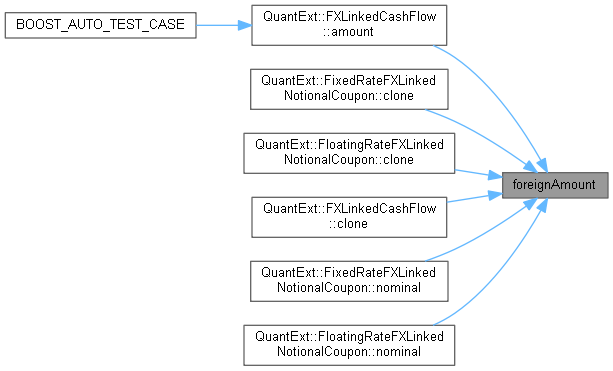 BOOST_AUTO_TEST_CASE
QuantExt::FXLinkedCashFlow
::amount
QuantExt::FixedRateFXLinked
NotionalCoupon::clone
QuantExt::FloatingRateFXLinked
NotionalCoupon::clone
foreignAmount
QuantExt::FXLinkedCashFlow
::clone
QuantExt::FixedRateFXLinked
NotionalCoupon::nominal
QuantExt::FloatingRateFXLinked
NotionalCoupon::nominal